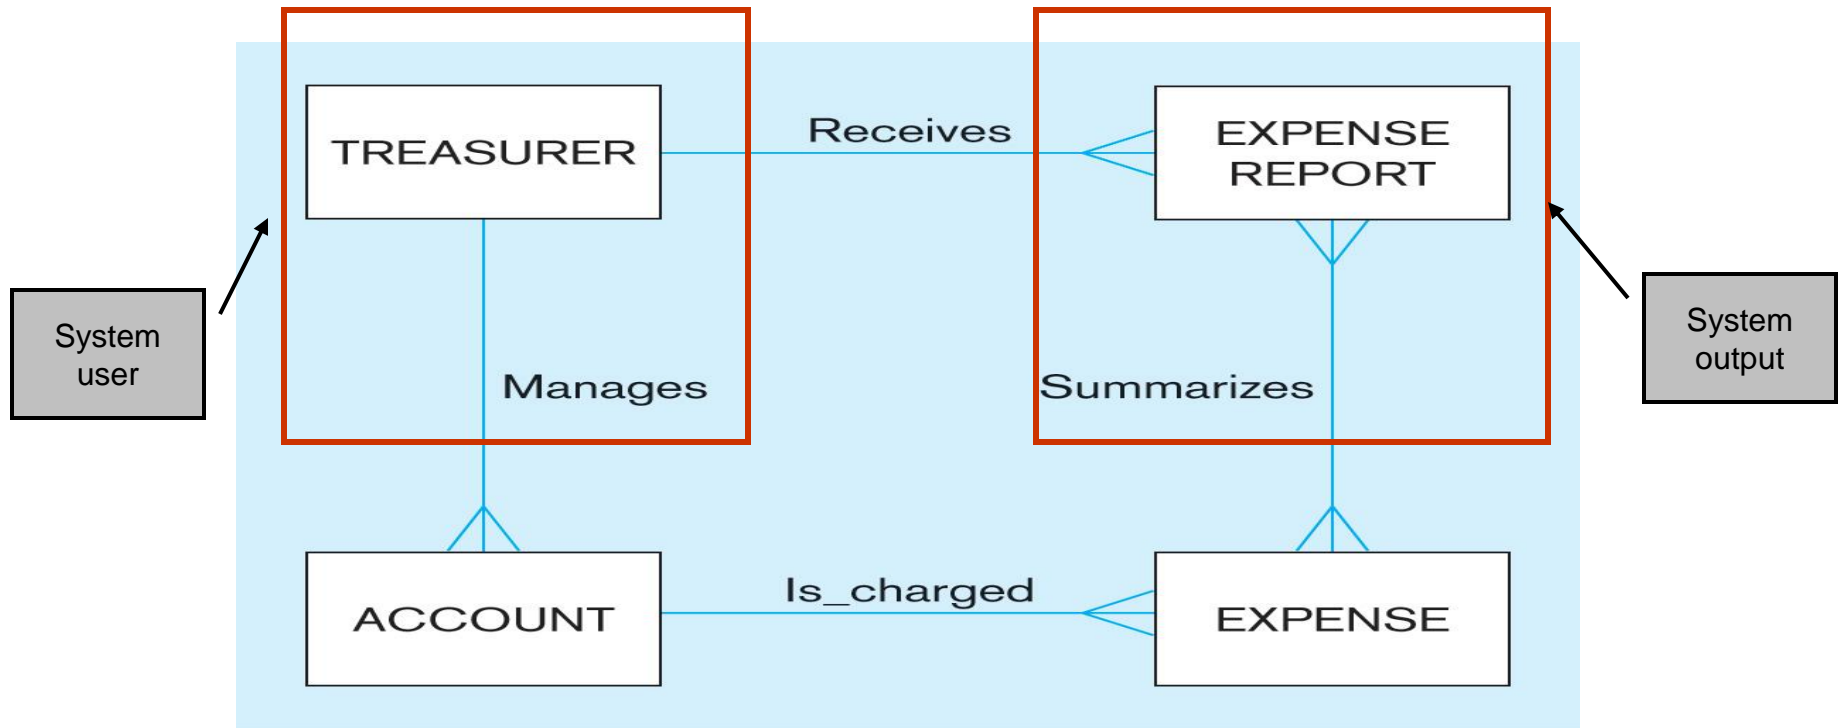 TREASURER
Receives
EXPENSE
REPORT
System
user
Manages
Summarizes
System
output
ACCOUNT
Is_charged
EXPENSE